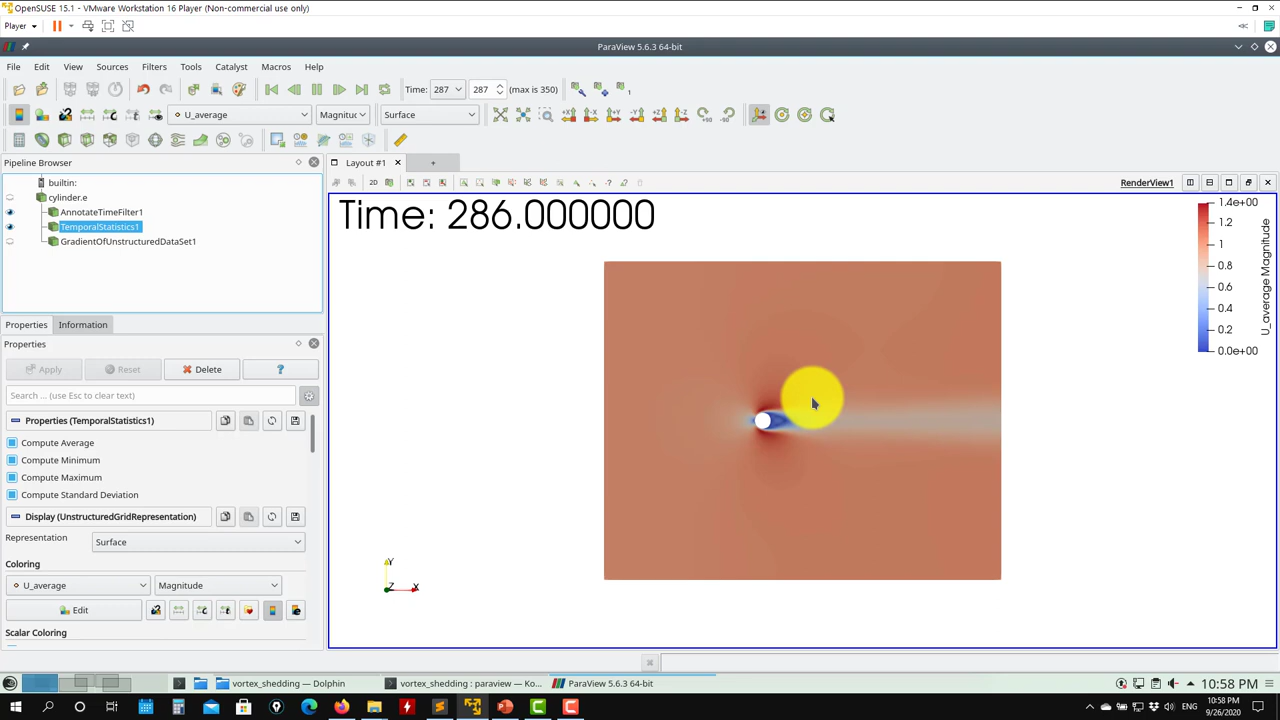 OpenSUSE 15.1 - VMware Workstation 16 Player (Non-commercial use only)
Player
ParaView 5.6.3 64-bit
File Edit View Sources Filters Tools Catalyst Macros Help
Time: 287 287 (max is 350)
U_average Magnituc Surface
Pipeline Browser
Layout #1 +
builtin:
cylinder.e
AnnotateTimeFilter1
TemporalStatistics1
GradientOfUnstructuredDataSet1
2D
RenderView1
Time: 286.000000
1.4e+00
1.2
1
0.8
0.6
0.4
0.2
0.0e+00
U_average Magnitude
Y
Z
X
Properties Information
Properties
Apply Reset Delete ?
Search ... (use Esc to clear text)
Properties (TemporalStatistics1)
Compute Average
Compute Minimum
Compute Maximum
Compute Standard Deviation
Display (UnstructuredGridRepresentation)
Representation Surface
Coloring
U_average Magnitude
Edit
Scalar Coloring
vortex_shedding — Dolphin
vortex_shedding : paraview — Ko...
ParaView 5.6.3 64-bit
10:58 PM
10:58 PM
9/26/2020